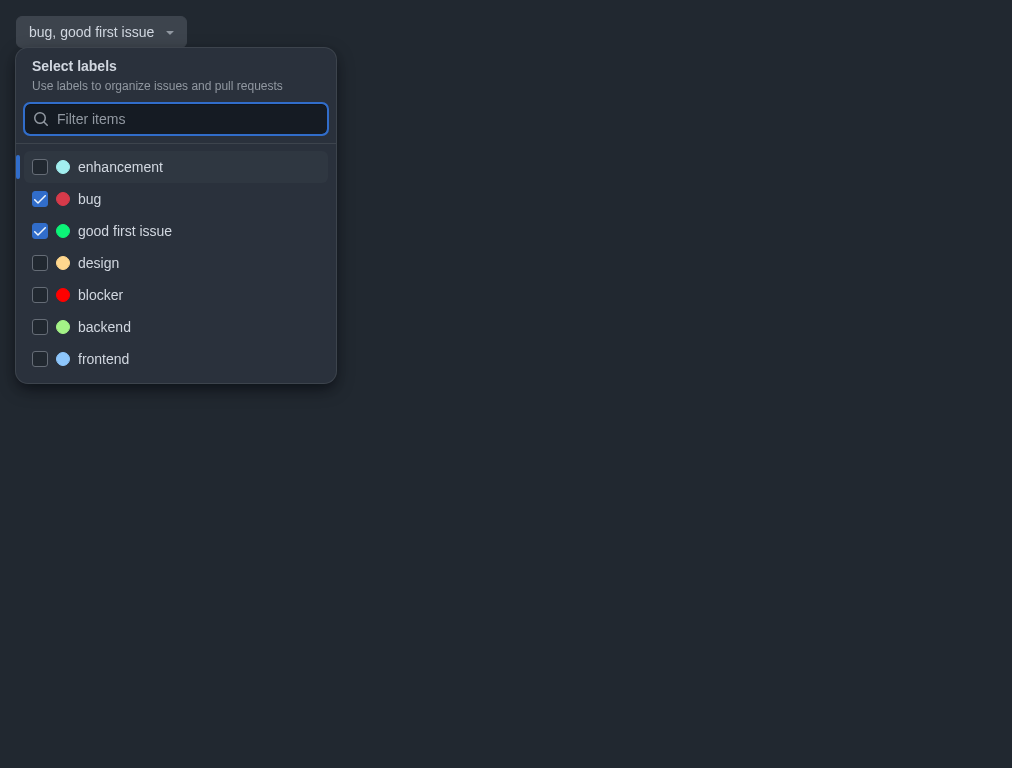 bug, good first issue
Select labels
Use labels to organize issues and pull requests
Filter items
enhancement
bug
good first issue
design
blocker
backend
frontend